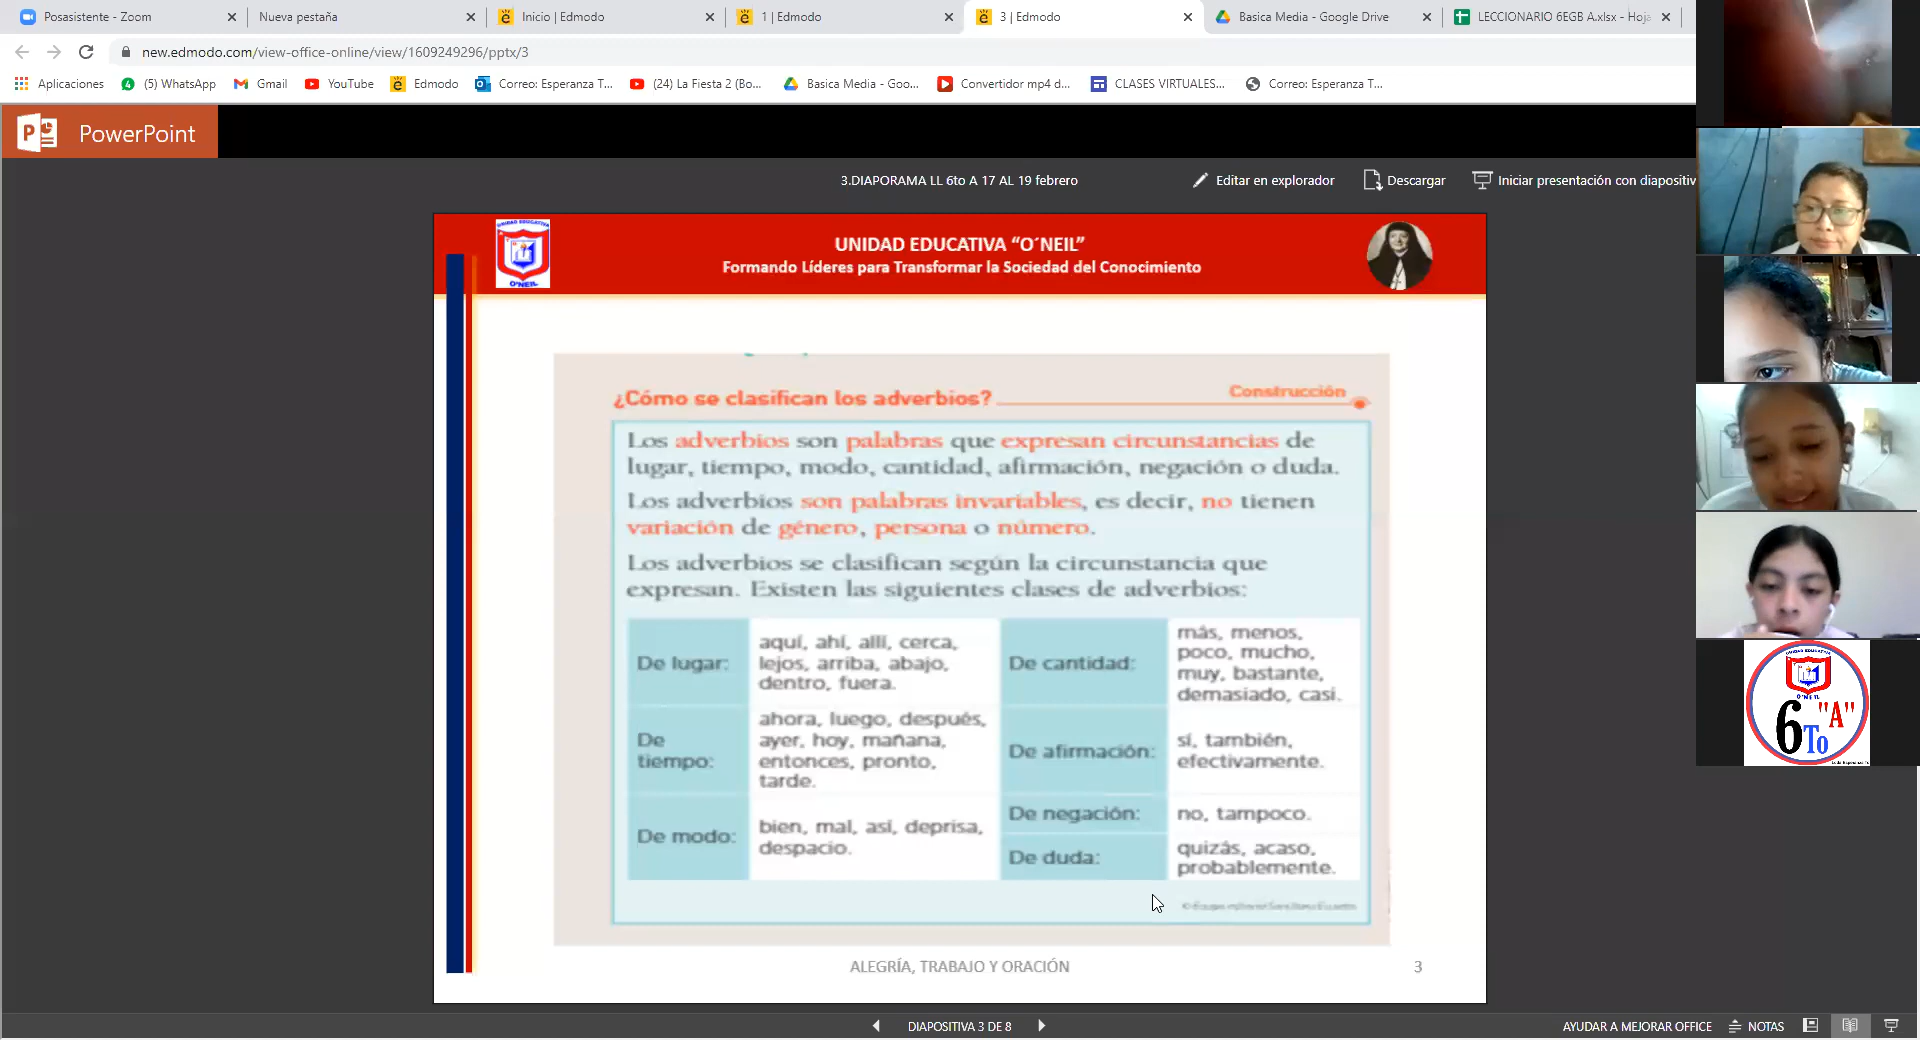 Posasistente - Zoom
Nueva pestaña
Inicio | Edmodo
1 | Edmodo
3 | Edmodo
Basica Media - Google Drive
LECCIONARIO 6EGB A.xlsx - Hoja
new.edmodo.com/view-office-online/view/1609249296/pptx/3
Aplicaciones
(5) WhatsApp
Gmail
YouTube
Edmodo
Correo: Esperanza T...
(24) La Fiesta 2 (Bo...
Basica Media - Goo...
Convertidor mp4 d...
CLASES VIRTUALES...
Correo: Esperanza T...
PowerPoint
3.DIAPORAMA LL 6to A 17 AL 19 febrero
Editar en explorador
Descargar
Iniciar presentación con diapositiv
UNIDAD EDUCATIVA
O´NEIL
UNIDAD EDUCATIVA “O´NEIL”
Formando Líderes para Transformar la Sociedad del Conocimiento
¿Cómo se clasifican los adverbios?
Construcción
Los adverbios son palabras que expresan circunstancias de
lugar, tiempo, modo, cantidad, afirmación, negación o duda.
Los adverbios son palabras invariables, es decir, no tienen
variación de género, persona o número.
Los adverbios se clasifican según la circunstancia que
expresan. Existen las siguientes clases de adverbios:
De lugar:
aquí, ahí, allí, cerca,
lejos, arriba, abajo,
dentro, fuera.
De
tiempo:
ahora, luego, después,
ayer, hoy, mañana,
entonces, pronto,
tarde.
De modo:
bien, mal, así, deprisa,
despacio.
De cantidad:
más, menos,
poco, mucho,
muy, bastante,
demasiado, casi.
De afirmación:
sí, también,
efectivamente.
De negación:
no, tampoco.
De duda:
quizás, acaso,
probablemente.
ALEGRÍA, TRABAJO Y ORACIÓN
3
UNIDAD EDUCATIVA
O´NEIL
6to "A"
DIAPOSITIVA 3 DE 8
AYUDAR A MEJORAR OFFICE
NOTAS